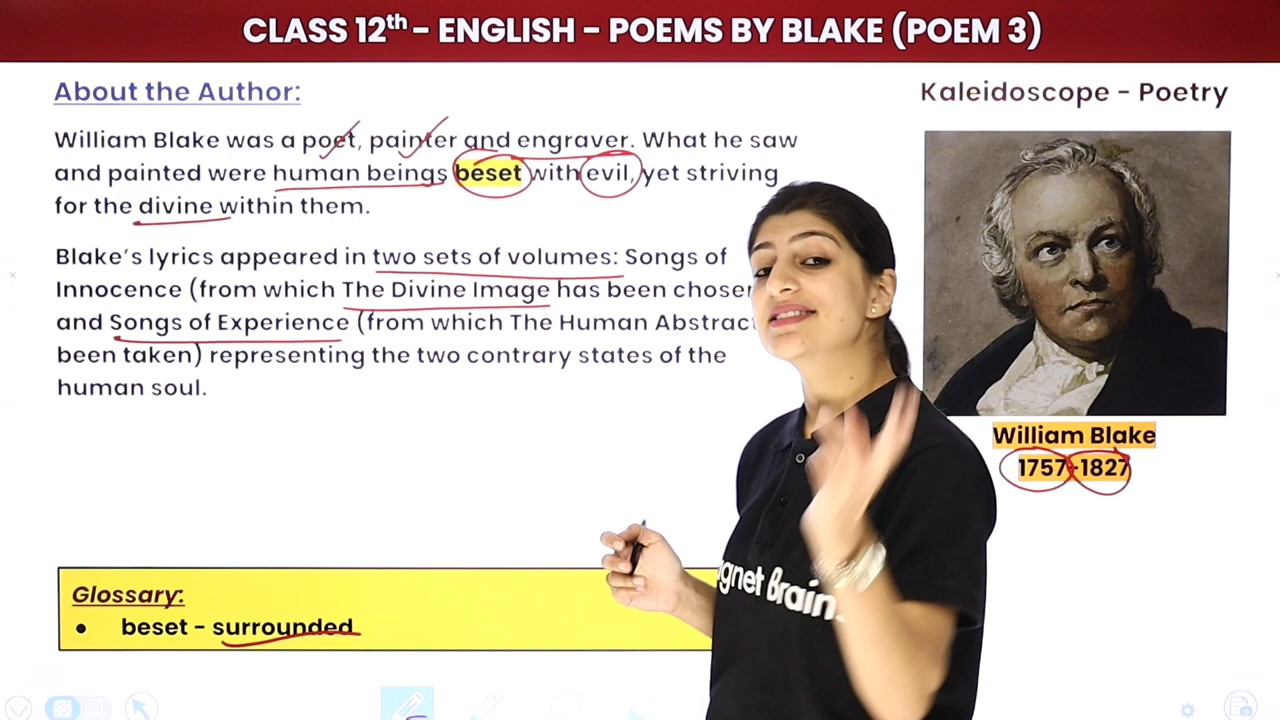 CLASS 12th - ENGLISH - POEMS BY BLAKE (POEM 3)
About the Author:
Kaleidoscope - Poetry
William Blake was a poet, painter and engraver. What he saw
and painted were human beings beset with evil, yet striving
for the divine within them.
Blake's lyrics appeared in two sets of volumes: Songs of
Innocence (from which The Divine Image has been chosen
and Songs of Experience (from which The Human Abstract
been taken) representing the two contrary states of the
human soul.
William Blake
1757-1827
Glossary:
• beset - surrounded
gnet Brain